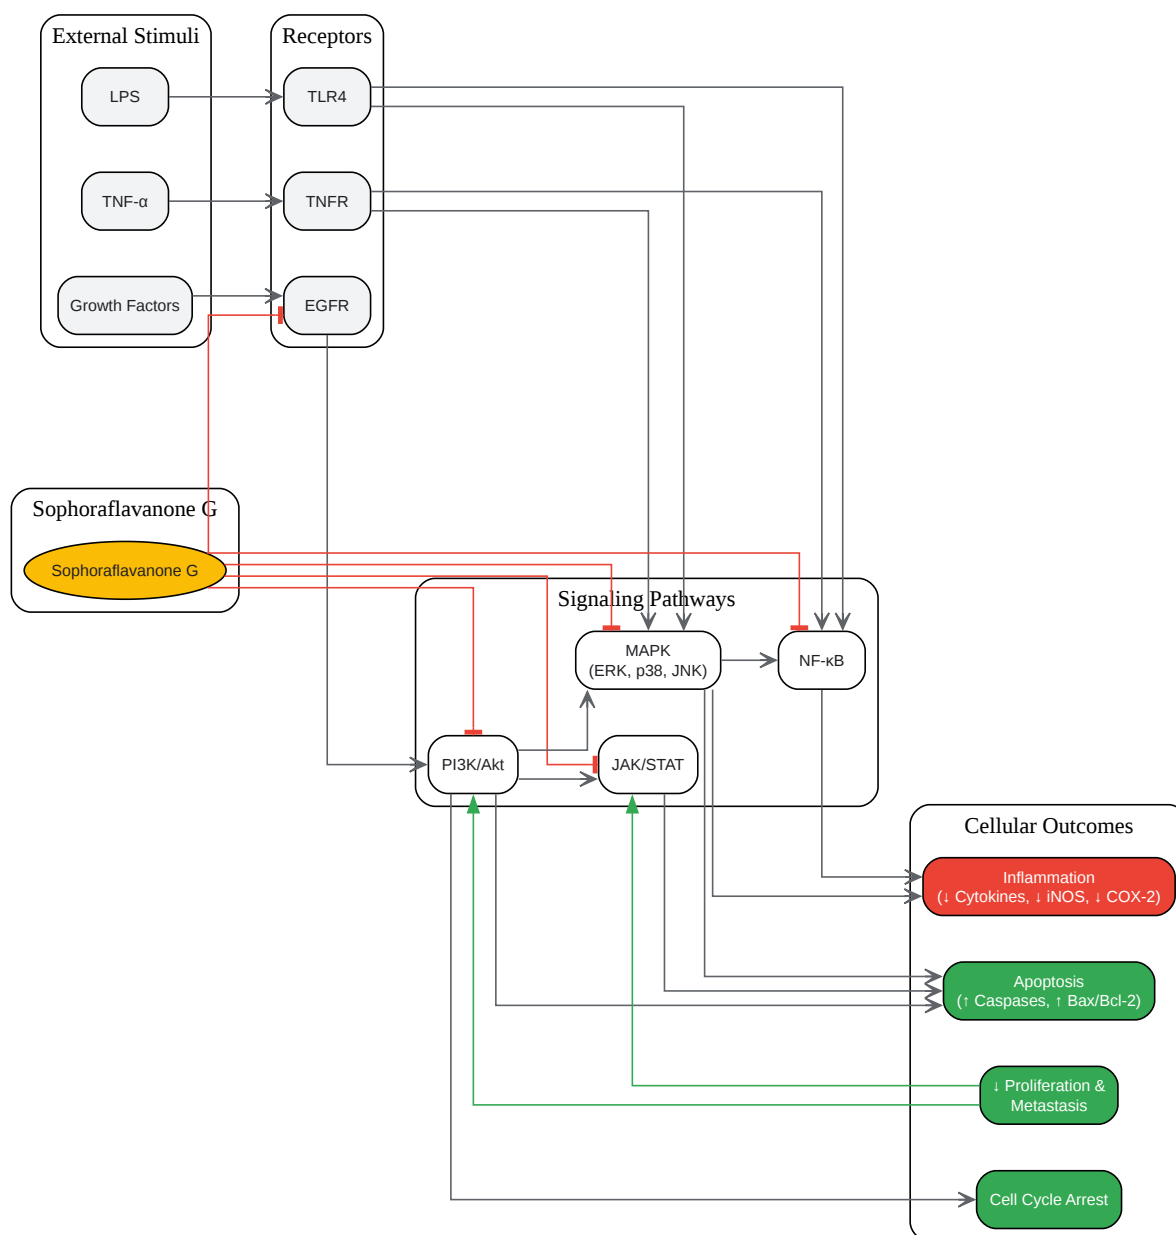 External Stimuli
Receptors
LPS
TLR4
TNF-α
TNFR
Growth Factors
EGFR
Sophoraflavanone G
Sophoraflavanone G
Signaling Pathways
MAPK
(ERK, p38, JNK)
NF-κB
PI3K/Akt
JAK/STAT
Cellular Outcomes
Inflammation
(↓ Cytokines, ↓ iNOS, ↓ COX-2)
Apoptosis
(↑ Caspases, ↑ Bax/Bcl-2)
↓ Proliferation &
Metastasis
Cell Cycle Arrest